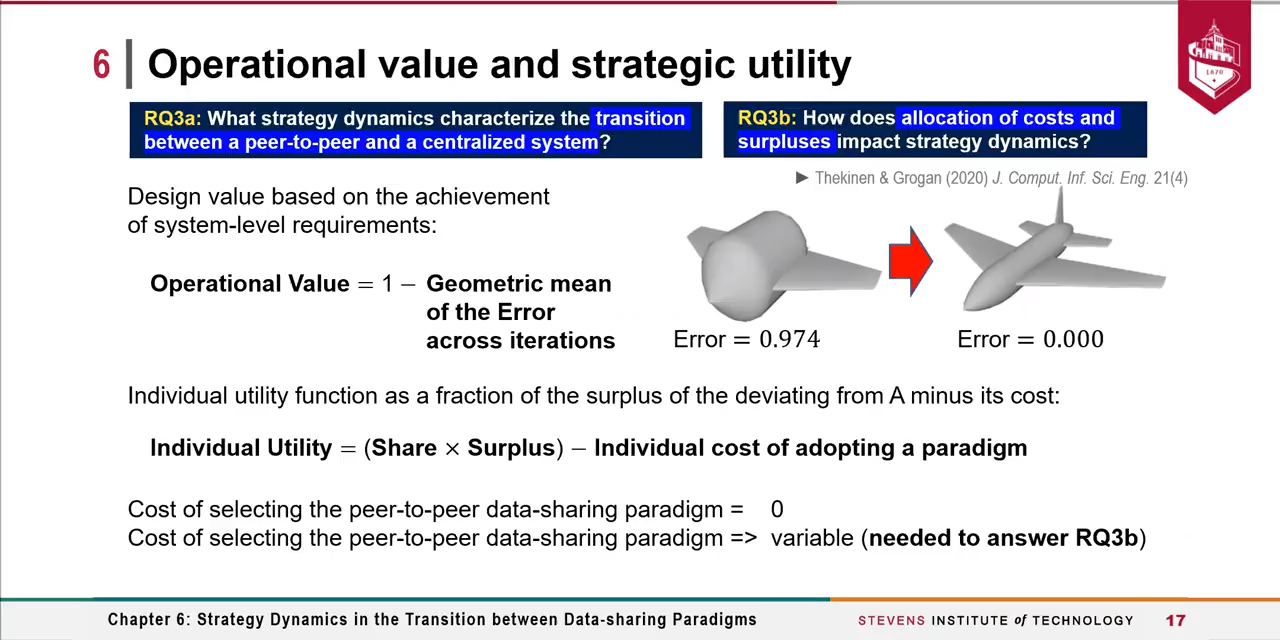 6 | Operational value and strategic utility
RQ3a: What strategy dynamics characterize the transition
between a peer-to-peer and a centralized system?
RQ3b: How does allocation of costs and
surpluses impact strategy dynamics?
▶ Thekinen & Grogan (2020) J. Comput. Inf. Sci. Eng. 21(4)
Design value based on the achievement
of system-level requirements:
Operational Value = 1 − Geometric mean
of the Error
across iterations
Error = 0.974
Error = 0.000
Individual utility function as a fraction of the surplus of the deviating from A minus its cost:
Individual Utility = (Share × Surplus) − Individual cost of adopting a paradigm
Cost of selecting the peer-to-peer data-sharing paradigm = 0
Cost of selecting the peer-to-peer data-sharing paradigm => variable (needed to answer RQ3b)
Chapter 6: Strategy Dynamics in the Transition between Data-sharing Paradigms
STEVENS INSTITUTE of TECHNOLOGY 17
1870